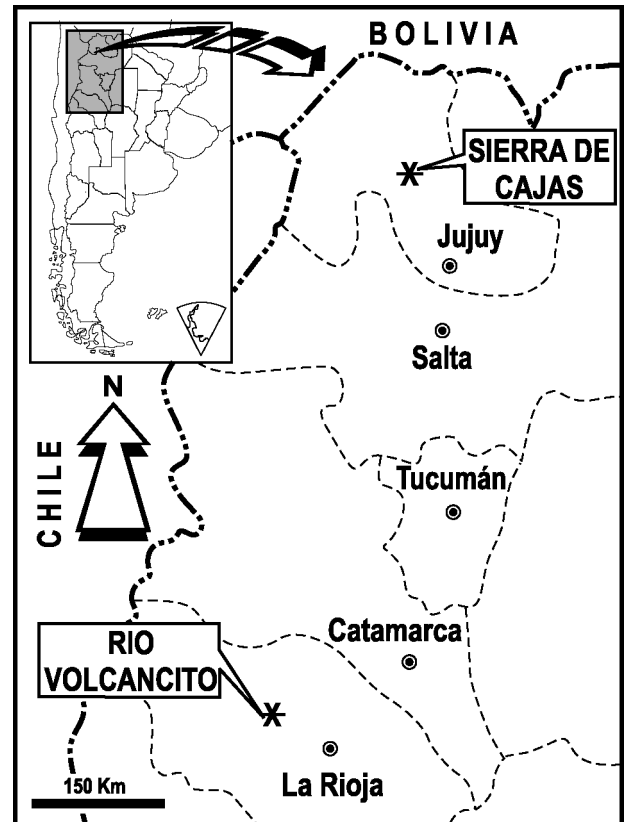 BOLIVIA
SIERRA DE
CAJAS
Jujuy
Salta
N
CHILE
Tucumán
Catamarca
RIO
VOLCANCITO
La Rioja
150 Km